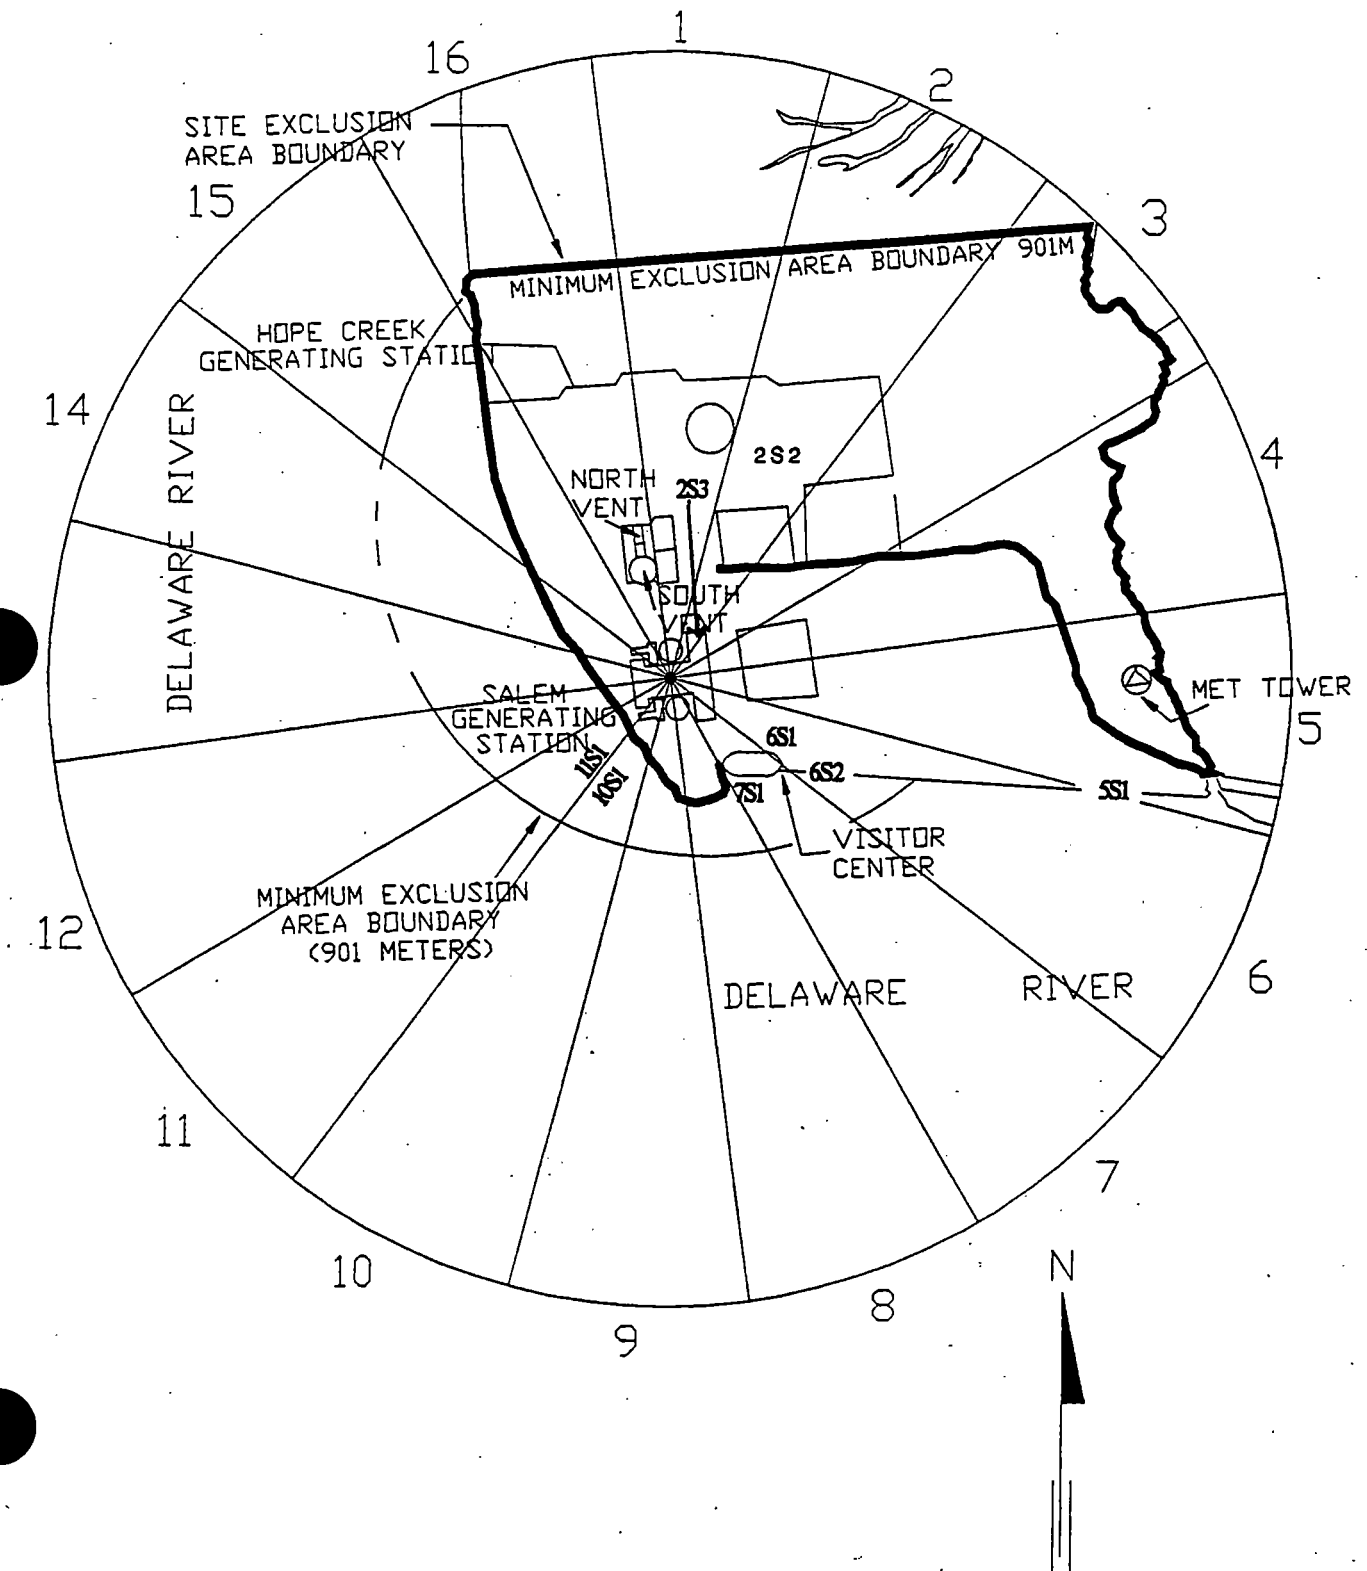 1
16
2
SITE EXCLUSION
AREA BOUNDARY
15
3
MINIMUM EXCLUSION AREA BOUNDARY 901M
HOPE CREEK
GENERATING STATION
14
4
DELAWARE RIVER
2S2
NORTH
VENT
2S3
SOUTH
VENT
MET TOWER
SALEM
GENERATING
STATION
5
11S1
10S1
6S1
6S2
7S1
5S1
VISITOR
CENTER
MINIMUM EXCLUSION
AREA BOUNDARY
(901 METERS)
12
6
DELAWARE RIVER
11
7
10
N
8
9